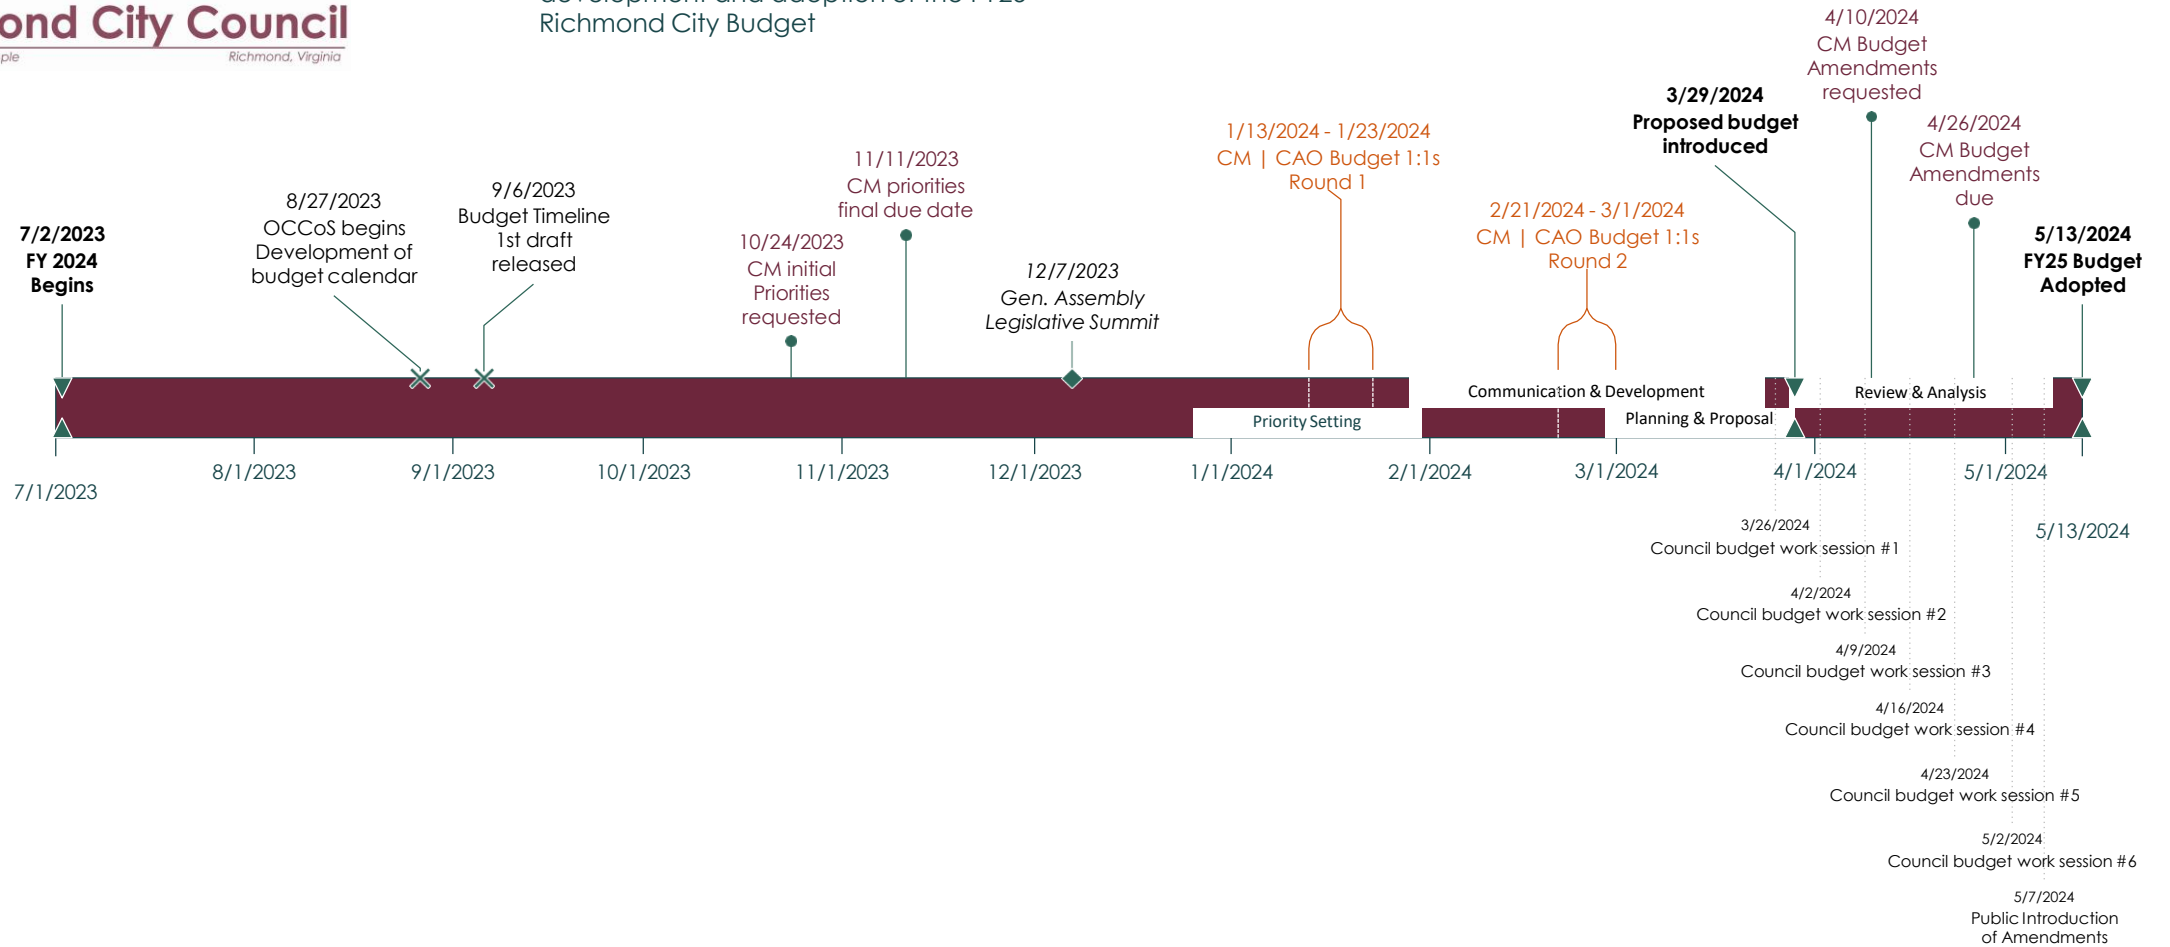 City Council
Richmond, Virginia
Richmond City Budget
7/2/2023
FY 2024
Begins
8/27/2023
OCCoS begins
Development of
budget calendar
9/6/2023
Budget Timeline
1st draft
released
10/24/2023
CM initial
Priorities
requested
11/11/2023
CM priorities
final due date
12/7/2023
Gen. Assembly
Legislative Summit
1/13/2024 - 1/23/2024
CM | CAO Budget 1:1s
Round 1
2/21/2024 - 3/1/2024
CM | CAO Budget 1:1s
Round 2
3/29/2024
Proposed budget
introduced
4/10/2024
CM Budget
Amendments
requested
4/26/2024
CM Budget
Amendments
due
5/13/2024
FY25 Budget
Adopted
Communication & Development
Review & Analysis
Priority Setting
Planning & Proposal
7/1/2023
8/1/2023
9/1/2023
10/1/2023
11/1/2023
12/1/2023
1/1/2024
2/1/2024
3/1/2024
4/1/2024
5/1/2024
5/13/2024
3/26/2024
Council budget work session #1
4/2/2024
Council budget work session #2
4/9/2024
Council budget work session #3
4/16/2024
Council budget work session #4
4/23/2024
Council budget work session #5
5/2/2024
Council budget work session #6
5/7/2024
Public Introduction
of Amendments